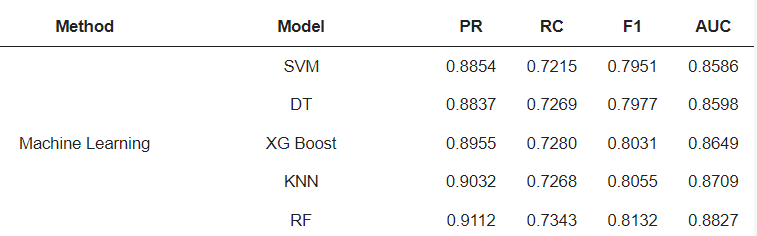 Method Model PR RC F1 AUC
SVM 0.8854 0.7215 0.7951 0.8586
DT 0.8837 0.7269 0.7977 0.8598
Machine Learning XG Boost 0.8955 0.7280 0.8031 0.8649
KNN 0.9032 0.7268 0.8055 0.8709
RF 0.9112 0.7343 0.8132 0.8827